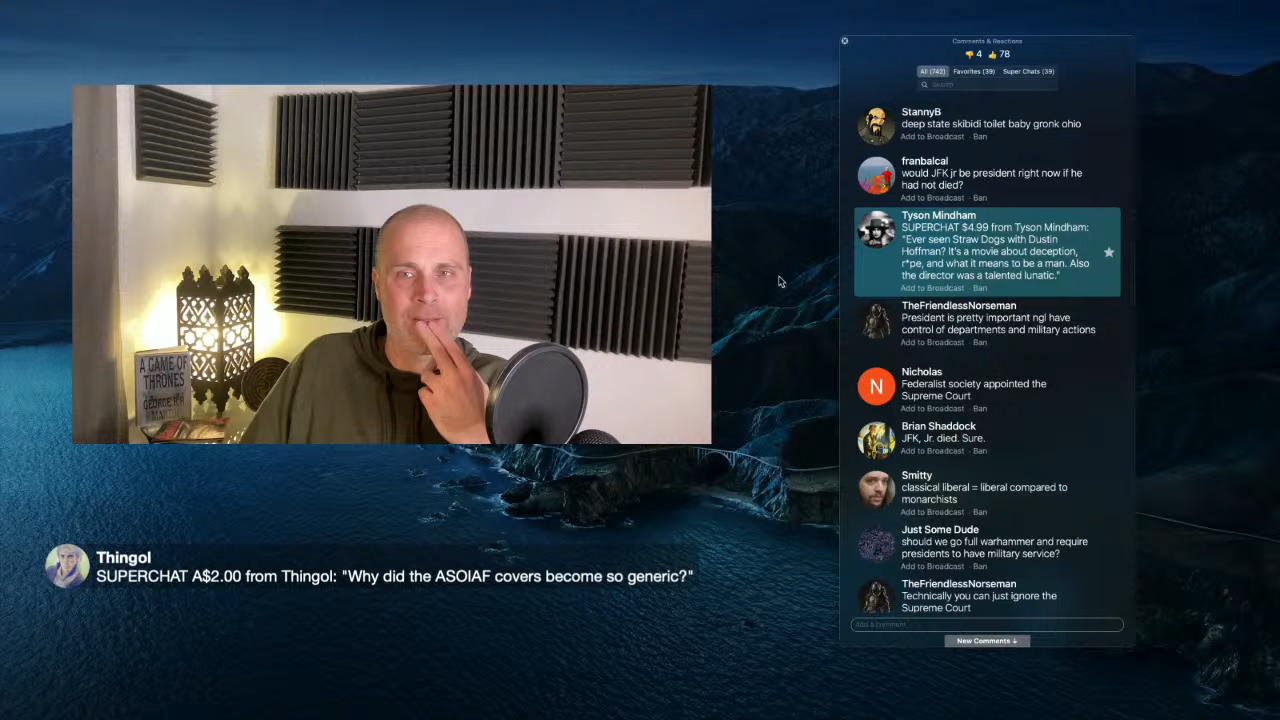 Comments & Reactions
4 78
All (742) Favorites (39) Super Chats (39)
Search
StannyB
deep state skibidi toilet baby gronk ohio
Add to Broadcast · Ban
franbalcal
would JFK jr be president right now if he
had not died?
Add to Broadcast · Ban
Tyson Mindham
SUPERCHAT $4.99 from Tyson Mindham:
"Ever seen Straw Dogs with Dustin
Hoffman? It's a movie about deception,
r*pe, and what it means to be a man. Also
the director was a talented lunatic."
Add to Broadcast · Ban
TheFriendlessNorseman
President is pretty important ngl have
control of departments and military actions
Add to Broadcast · Ban
Nicholas
N
Federalist society appointed the
Supreme Court
Add to Broadcast · Ban
Brian Shaddock
JFK, Jr. died. Sure.
Add to Broadcast · Ban
Smitty
classical liberal = liberal compared to
monarchists
Add to Broadcast · Ban
Just Some Dude
should we go full warhammer and require
presidents to have military service?
Add to Broadcast · Ban
TheFriendlessNorseman
Technically you can just ignore the
Supreme Court
Add a comment
New Comments ↓
A GAME OF
THRONES
GEORGE R.R.
Thingol
SUPERCHAT A$2.00 from Thingol: "Why did the ASOIAF covers become so generic?"